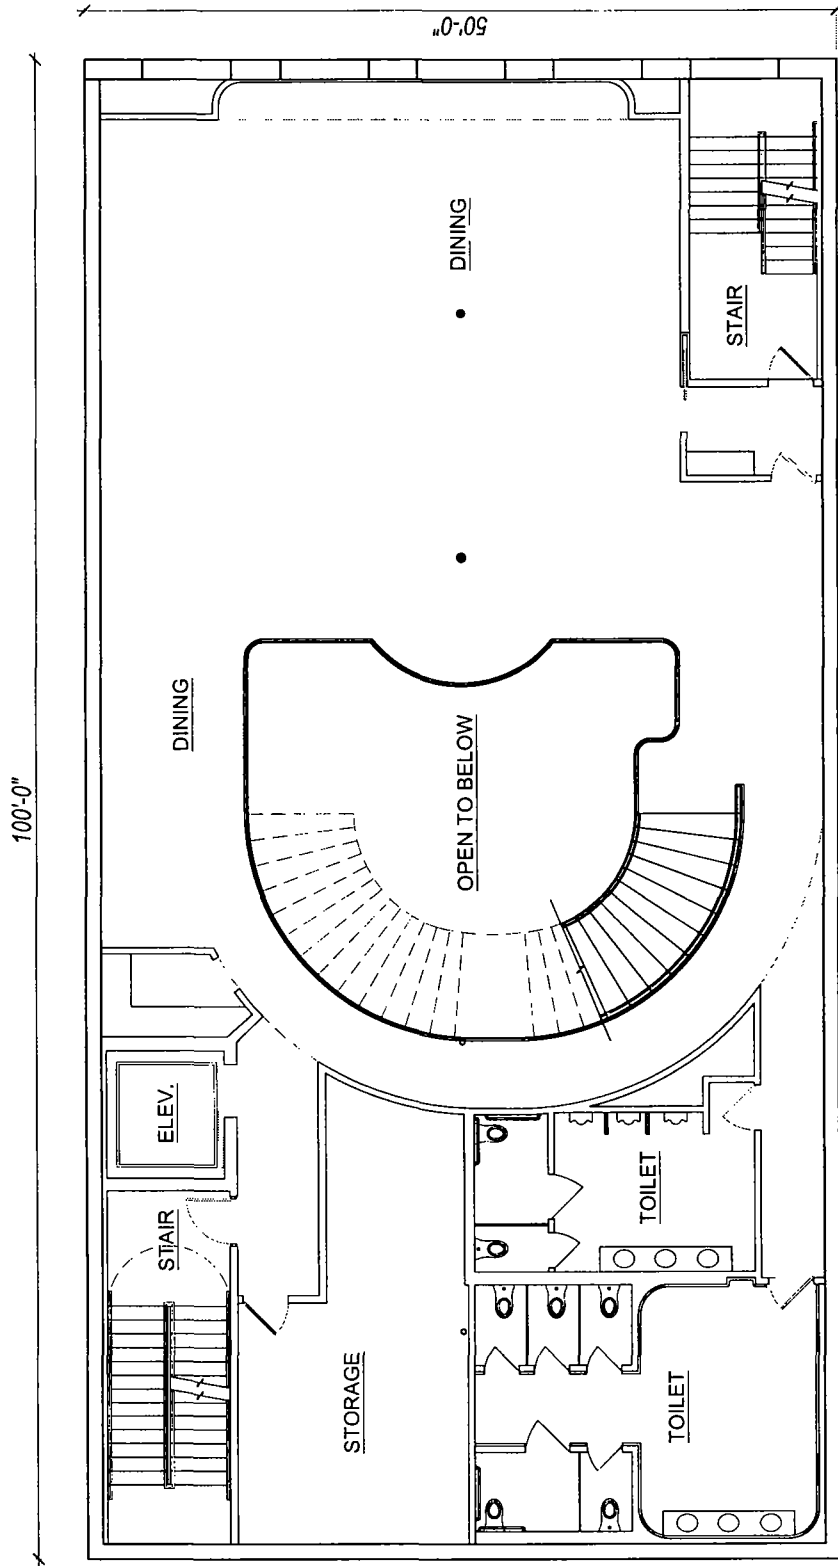 100'-0"
50'-0"
DINING
DINING
STAIR
OPEN TO BELOW
ELEV.
STAIR
STORAGE
TOILET
TOILET